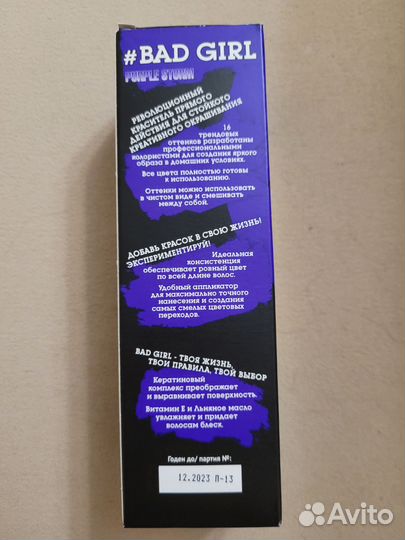 #BAD GIRL
PURPLE STORM
РЕВОЛЮЦИОННЫЙ
КРАСИТЕЛЬ ПРЯМОГО
ДЕЙСТВИЯ ДЛЯ СТОЙКОГО
КРЕАТИВНОГО ОКРАШИВАНИЯ
16
трендовых
оттенков разработаны
профессиональными
колористами для создания яркого
образа в домашних условиях.
Все цвета полностью готовы
к использованию.
Оттенки можно использовать
в чистом виде и смешивать
между собой.
ДОБАВЬ КРАСОК В СВОЮ ЖИЗНЬ!
ЭКСПЕРИМЕНТИРУЙ!
Идеальная
консистенция
обеспечивает ровный цвет
по всей длине волос.
Удобный аппликатор
для максимально точного
нанесения и создания
самых смелых цветовых
переходов.
BAD GIRL - ТВОЯ ЖИЗНЬ,
ТВОИ ПРАВИЛА, ТВОЙ ВЫБОР
Кератиновый
комплекс преображает
и выравнивает поверхность.
Витамин Е и Льняное масло
увлажняет и придает
волосам блеск.
Годен до/ партия №:
12.2023 П-13
Avito